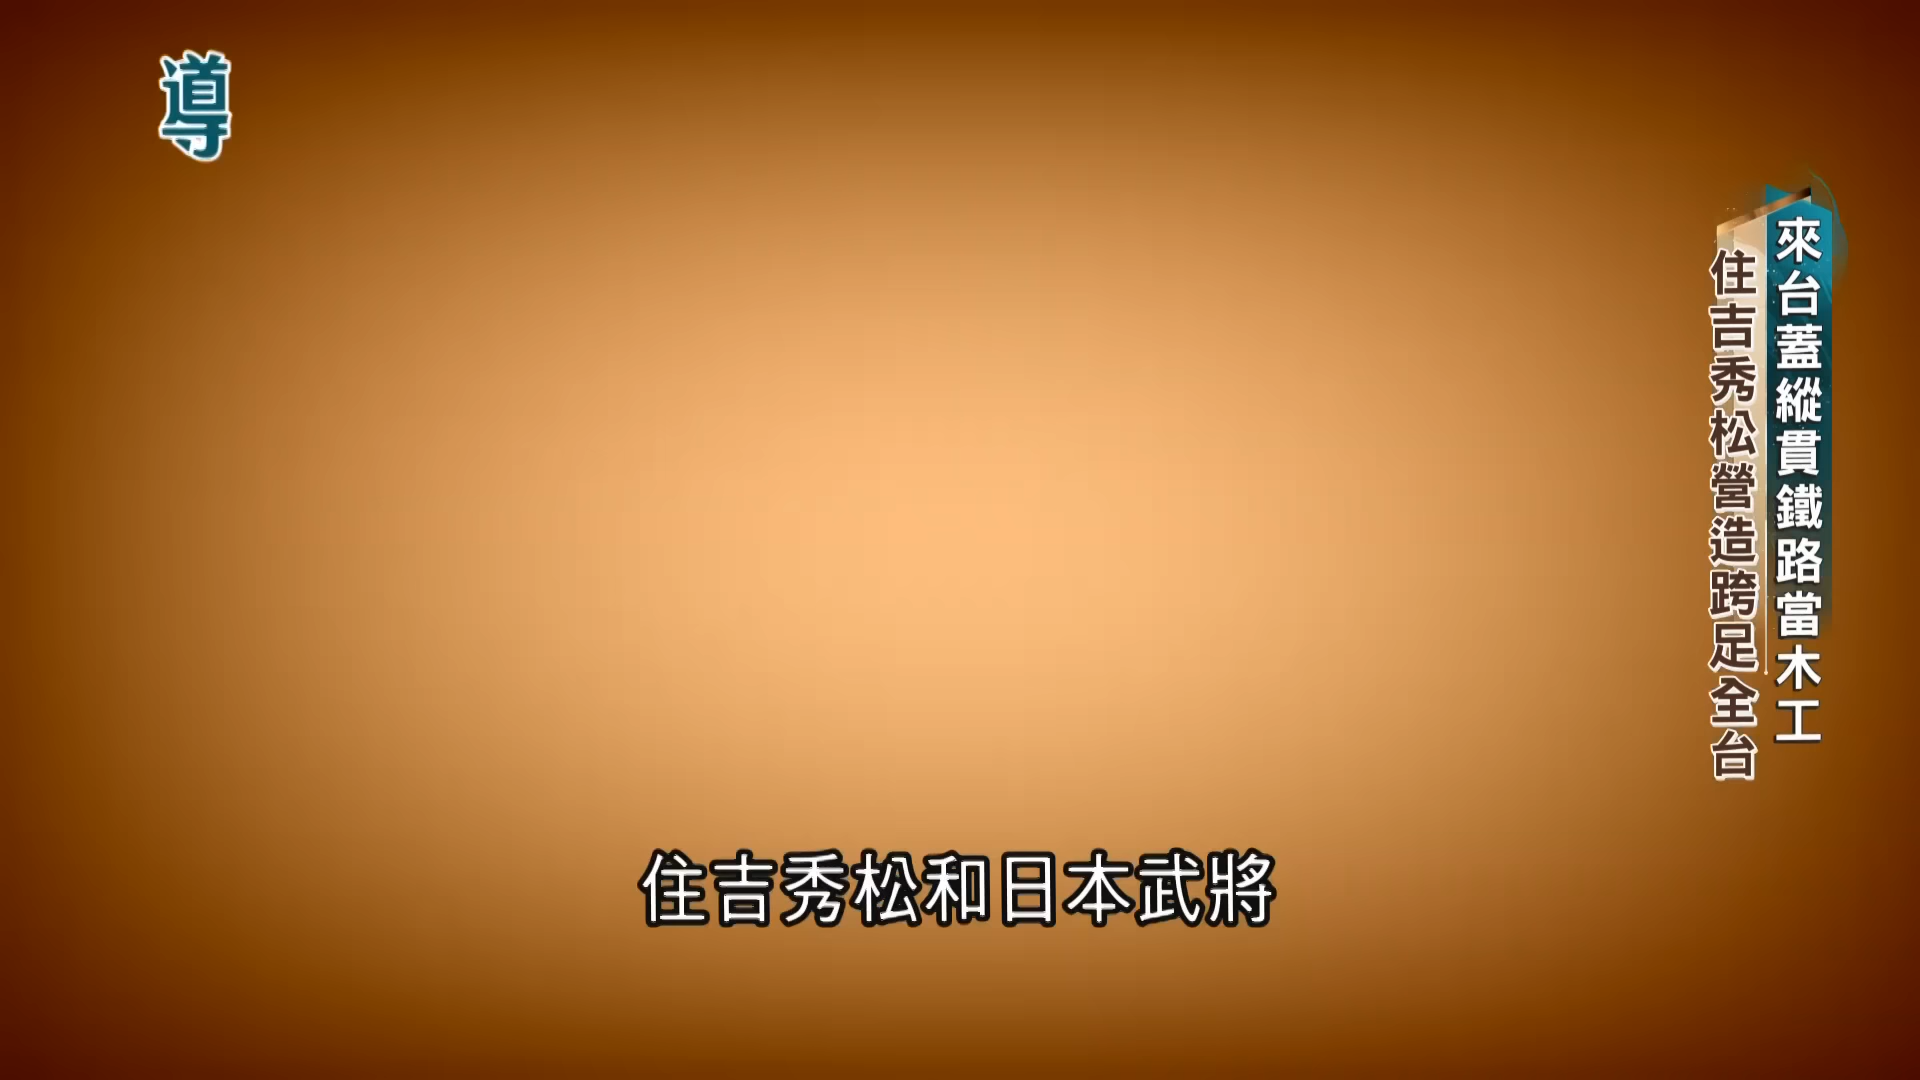 導
來台蓋縱貫鐵路當木工
住吉秀松營造跨足全台
住吉秀松和日本武將